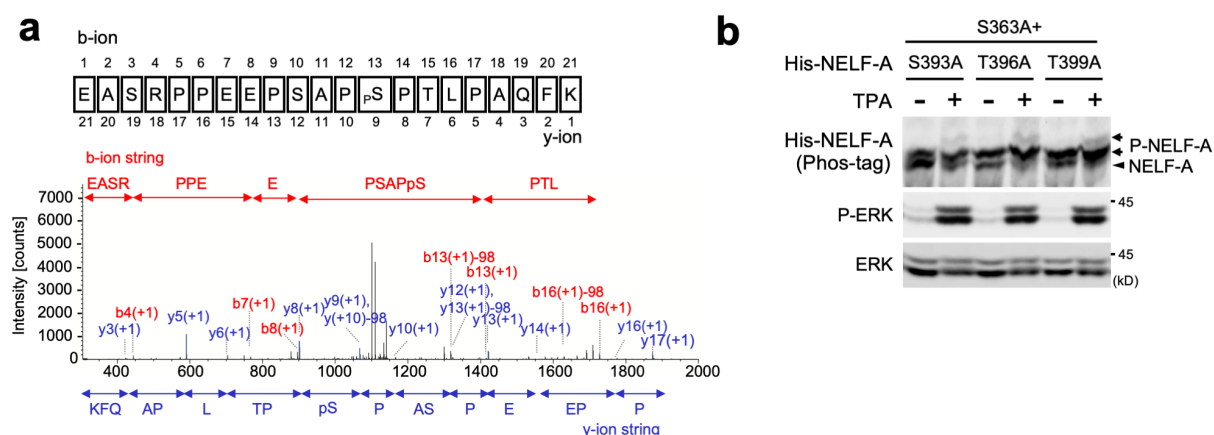 a
b-ion
1 2 3 4 5 6 7 8 9 10 11 12 13 14 15 16 17 18 19 20 21
E A S R P P E E P S A P pS P T L P A Q F K
21 20 19 18 17 16 15 14 13 12 11 10 9 8 7 6 5 4 3 2 1
y-ion
b-ion string
EASR PPE E PSAPpS PTL
Intensity [counts]
7000
6000
5000
4000
3000
2000
1000
0
b13(+1)-98
b13(+1)
y12(+1),
y13(+1)-98
b16(+1)-98
b16(+1)
y9(+1),
y(+10)-98
b4(+1)
y3(+1)
y5(+1)
b7(+1)
y6(+1)
b8(+1)
y8(+1)
y10(+1)
y13(+1)
y14(+1)
y16(+1)
y17(+1)
400 600 800 1000 1200 1400 1600 1800 2000
KFQ AP L TP pS P AS P E EP P
y-ion string
b
S363A+
His-NELF-A S393A T396A T399A
TPA - + - + - +
His-NELF-A
(Phos-tag)
P-NELF-A
NELF-A
P-ERK
45
ERK
45
(kD)